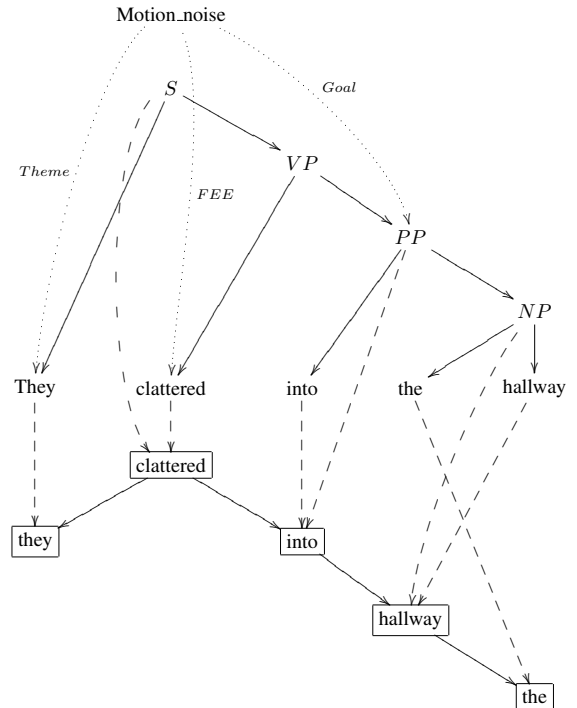 Motion_noise
Goal
S
VP
Theme
FEE
PP
NP
They clattered into the hallway
clattered
they into
hallway
the